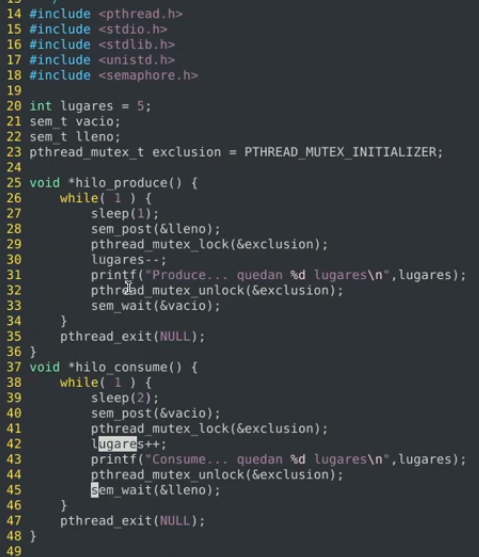 14 #include <pthread.h>
15 #include <stdio.h>
16 #include <stdlib.h>
17 #include <unistd.h>
18 #include <semaphore.h>
19
20 int lugares = 5;
21 sem_t vacio;
22 sem_t lleno;
23 pthread_mutex_t exclusion = PTHREAD_MUTEX_INITIALIZER;
24
25 void *hilo_produce() {
26     while( 1 ) {
27         sleep(1);
28         sem_post(&lleno);
29         pthread_mutex_lock(&exclusion);
30         lugares--;
31         printf("Produce... quedan %d lugares\n",lugares);
32         pthread_mutex_unlock(&exclusion);
33         sem_wait(&vacio);
34     }
35     pthread_exit(NULL);
36 }
37 void *hilo_consume() {
38     while( 1 ) {
39         sleep(2);
40         sem_post(&vacio);
41         pthread_mutex_lock(&exclusion);
42         lugares++;
43         printf("Consume... quedan %d lugares\n",lugares);
44         pthread_mutex_unlock(&exclusion);
45         sem_wait(&lleno);
46     }
47     pthread_exit(NULL);
48 }
49